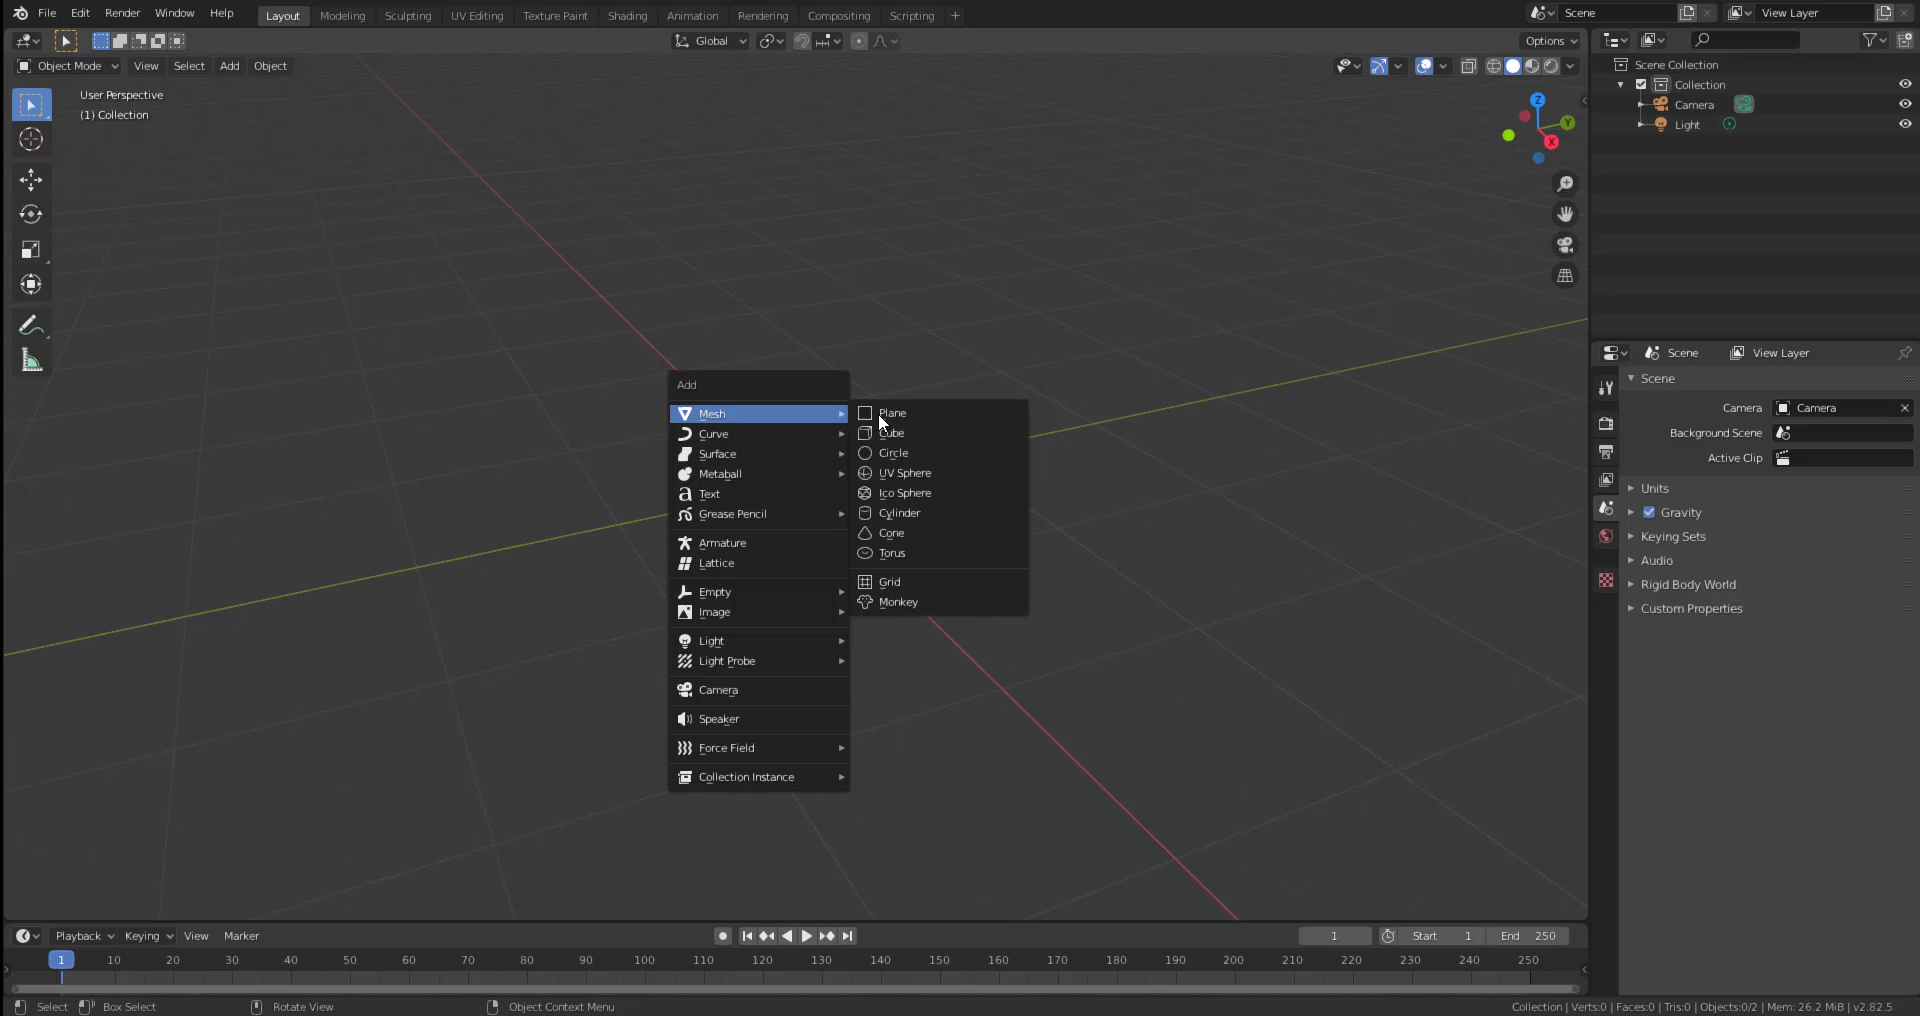 File Edit Render Window Help Layout Modeling Sculpting UV Editing Texture Paint Shading Animation Rendering Compositing Scripting + Scene View Layer
Global Options
Object Mode View Select Add Object
User Perspective
(1) Collection
Z
Y
X
Scene Collection
Collection
Camera
Light
Scene View Layer
Scene
Camera Camera
Background Scene
Active Clip
Units
Gravity
Keying Sets
Audio
Rigid Body World
Custom Properties
Add
Mesh
Curve
Surface
Metaball
Text
Grease Pencil
Armature
Lattice
Empty
Image
Light
Light Probe
Camera
Speaker
Force Field
Collection Instance
Plane
Cube
Circle
UV Sphere
Ico Sphere
Cylinder
Cone
Torus
Grid
Monkey
Playback Keying View Marker 1 Start 1 End 250
1 10 20 30 40 50 60 70 80 90 100 110 120 130 140 150 160 170 180 190 200 210 220 230 240 250
Select Box Select Rotate View Object Context Menu Collection | Verts:0 | Faces:0 | Tris:0 | Objects:0/2 | Mem: 26.2 MiB | v2.82.5